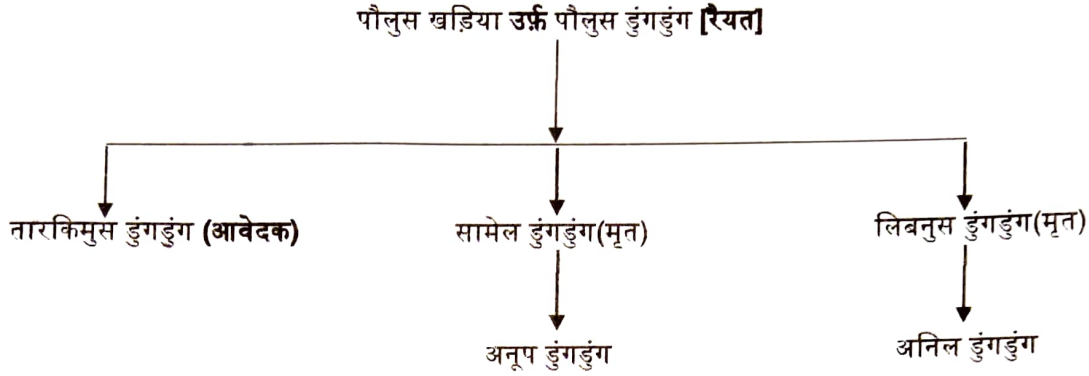 पौलुस खड़िया उर्फ़ पौलुस डुंगडुंग [रैयत]
तारकिमुस डुंगडुंग (आवेदक)
सामेल डुंगडुंग(मृत)
लिबनुस डुंगडुंग(मृत)
अनूप डुंगडुंग
अनिल डुंगडुंग